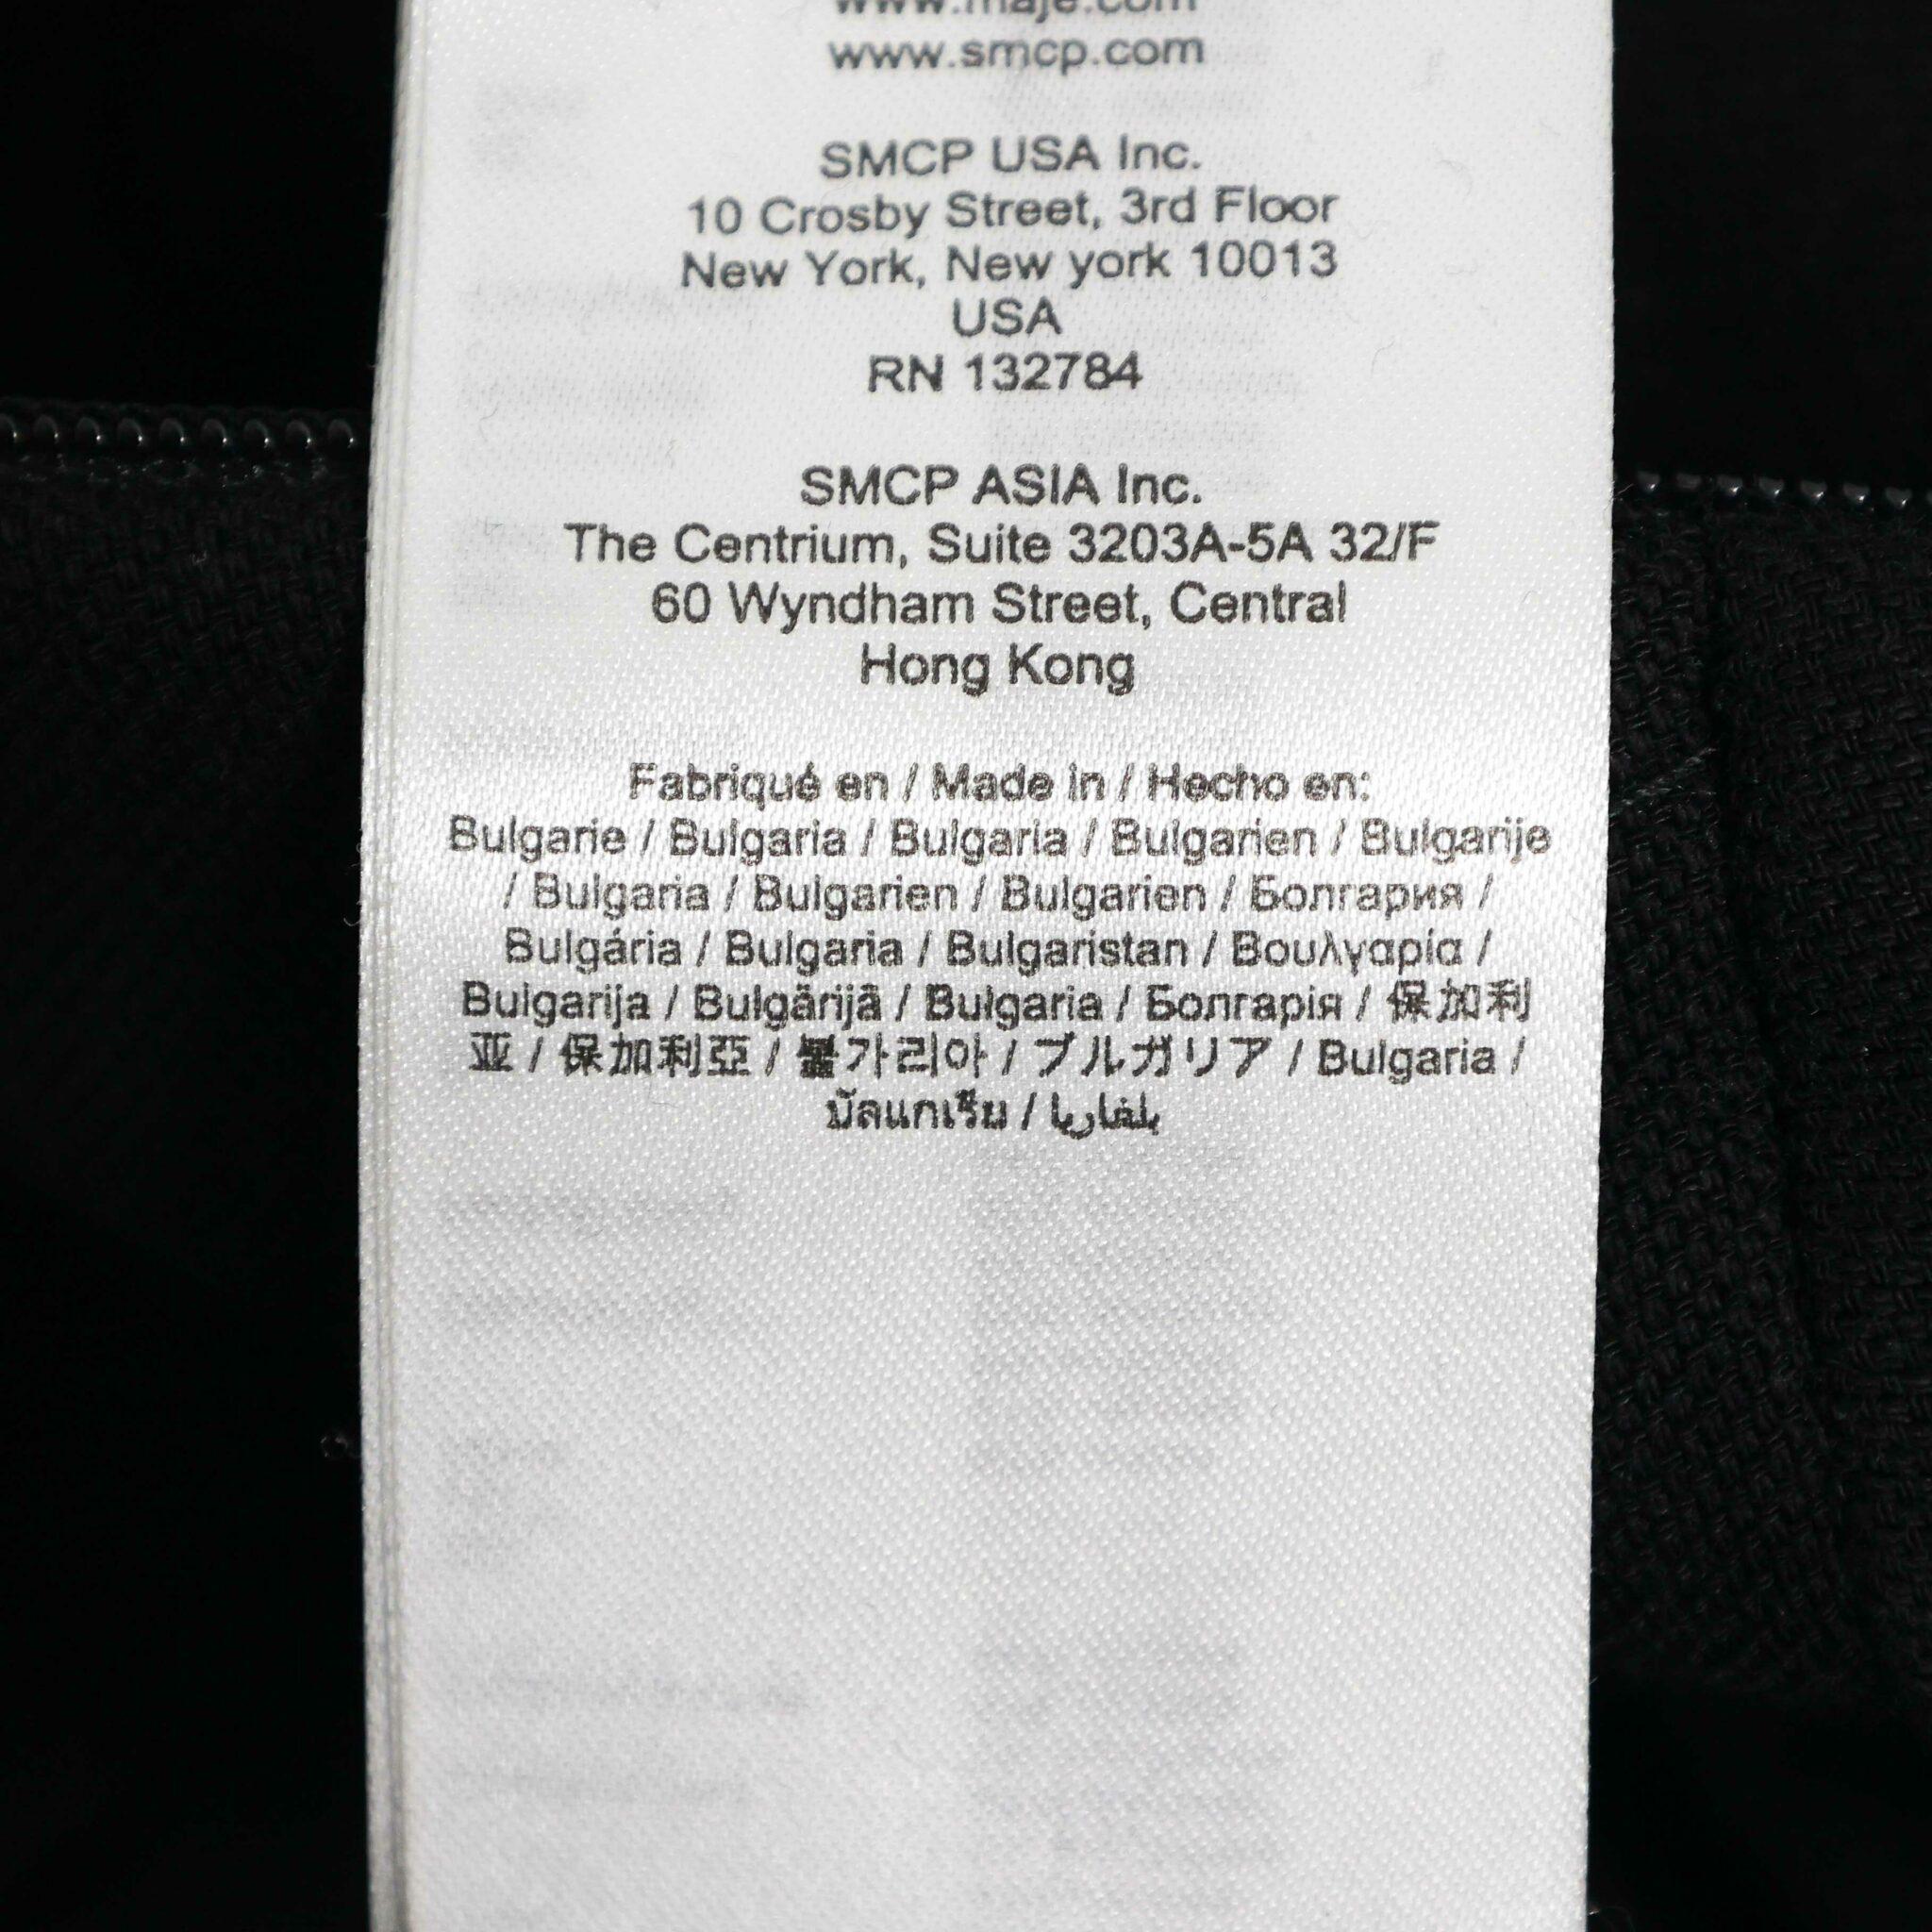 www.maje.com
www.smcp.com
SMCP USA Inc.
10 Crosby Street, 3rd Floor
New York, New york 10013
USA
RN 132784
SMCP ASIA Inc.
The Centrium, Suite 3203A-5A 32/F
60 Wyndham Street, Central
Hong Kong
Fabriqué en / Made in / Hecho en:
Bulgarie / Bulgaria / Bulgaria / Bulgarien / Bulgarije
/ Bulgaria / Bulgarien / Bulgarien / Болгария /
Bulgária / Bulgaria / Bulgaristan / Βουλγαρία /
Bulgarija / Bulgārijā / Bulgaria / Болгарія / 保加利
亚 / 保加利亞 / 불가리아 / ブルガリア / Bulgaria /
บัลแกเรีย / بلغاريا